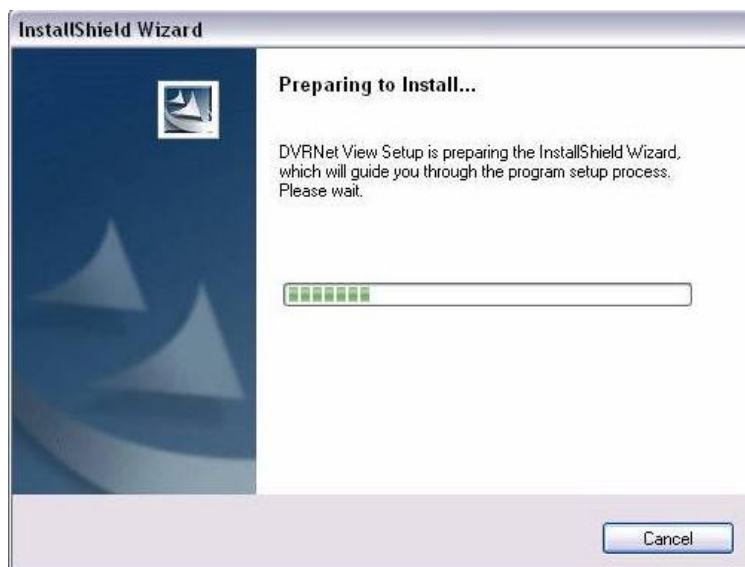 InstallShield Wizard
Preparing to Install...
DVRNet View Setup is preparing the InstallShield Wizard,
which will guide you through the program setup process.
Please wait.
Cancel